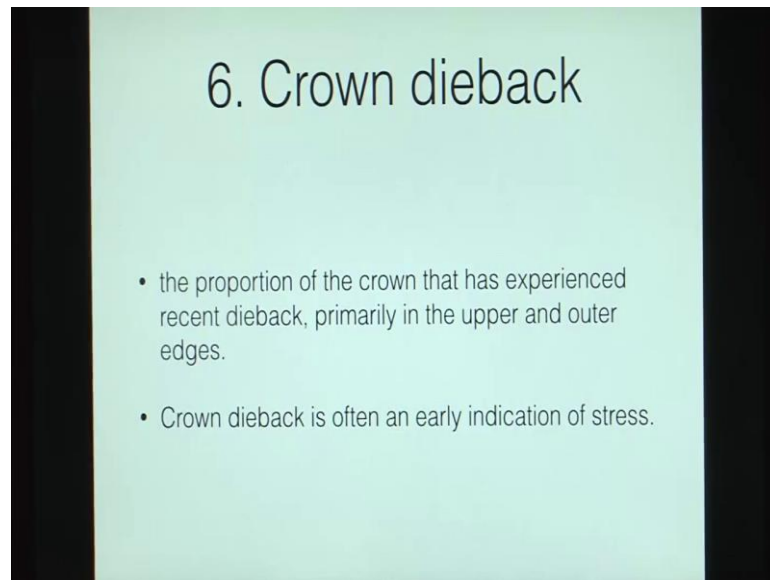 6. Crown dieback
• the proportion of the crown that has experienced
recent dieback, primarily in the upper and outer
edges.
• Crown dieback is often an early indication of stress.